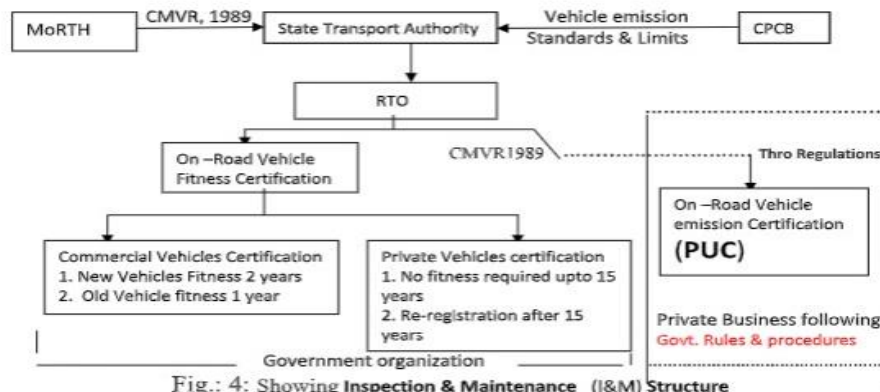 MoRTH
CMVR, 1989
State Transport Authority
Vehicle emission
Standards & Limits
CPCB
RTO
On –Road Vehicle
Fitness Certification
CMVR1989
Thro Regulations
On –Road Vehicle
emission Certification
(PUC)
Commercial Vehicles Certification
1. New Vehicles Fitness 2 years
2. Old Vehicle fitness 1 year
Private Vehicles certification
1. No fitness required upto 15
years
2. Re-registration after 15
years
Private Business following
Govt. Rules & procedures
Government organization
Fig.: 4: Showing Inspection & Maintenance (I&M) Structure